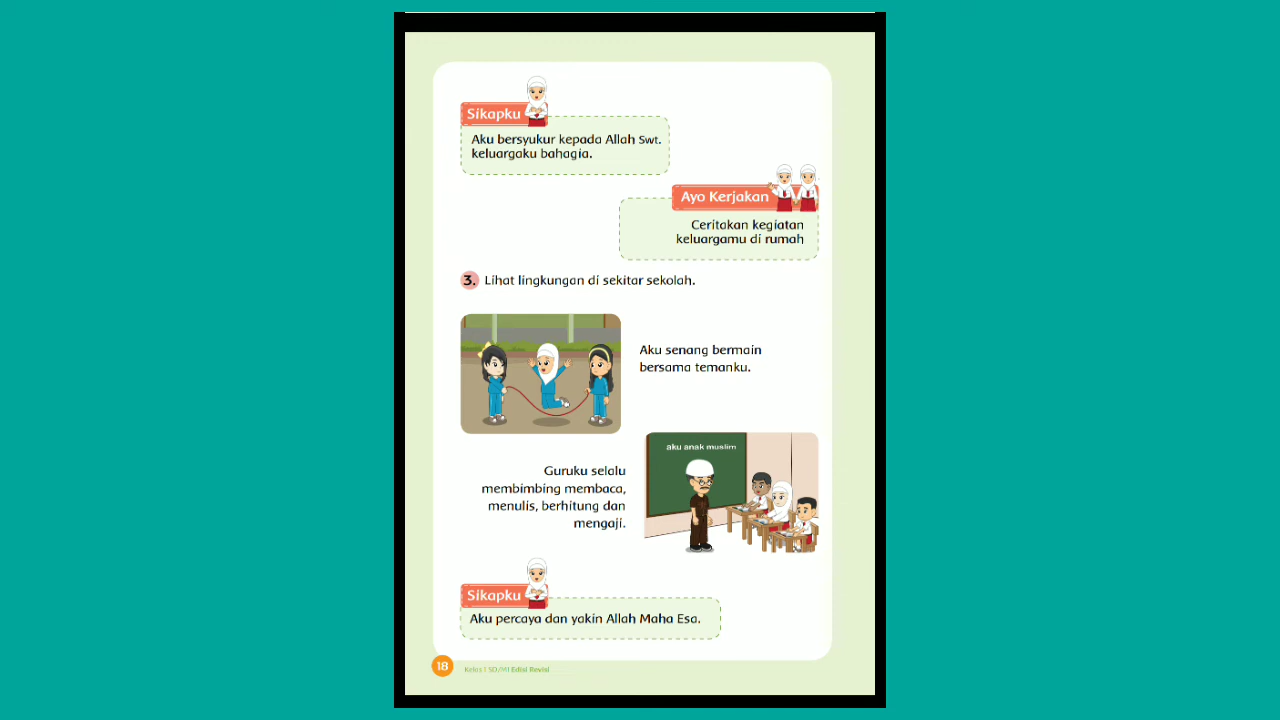 Sikapku
Aku bersyukur kepada Allah Swt.
keluargaku bahagia.
Ayo Kerjakan
Ceritakan kegiatan
keluargamu di rumah
3. Lihat lingkungan di sekitar sekolah.
Aku senang bermain
bersama temanku.
aku anak muslim
Guruku selalu
membimbing membaca,
menulis, berhitung dan
mengaji.
Sikapku
Aku percaya dan yakin Allah Maha Esa.
18 Kelas I SD/MI Edisi Revisi